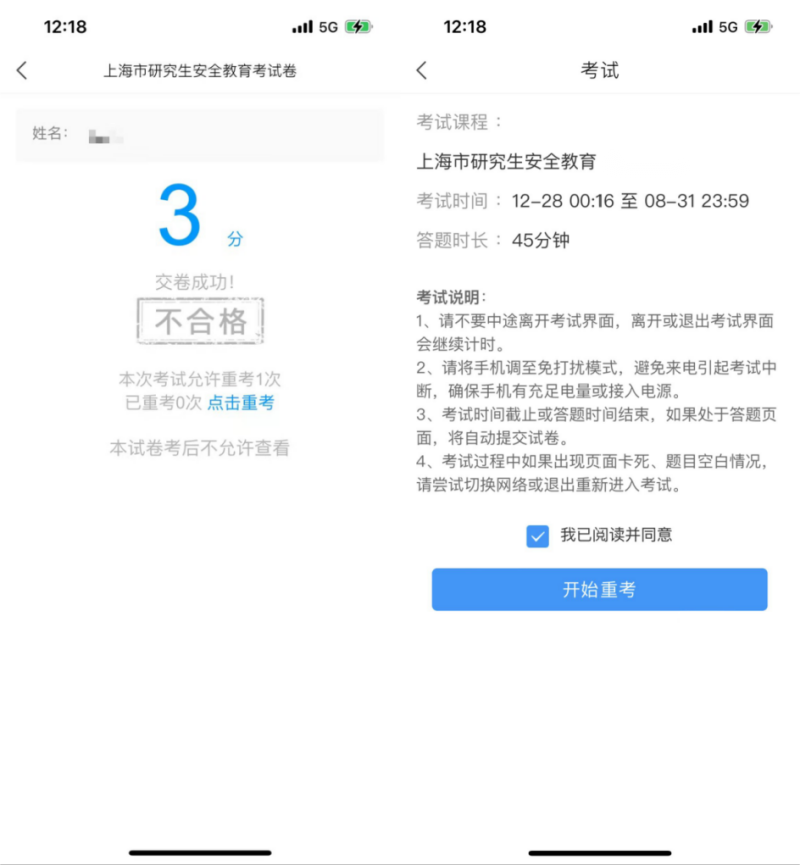 12:18
5G
上海市研究生安全教育考试卷
姓名：
3 分
交卷成功！
不合格
本次考试允许重考1次
已重考0次 点击重考
本试卷考后不允许查看
12:18
5G
考试
考试课程：
上海市研究生安全教育
考试时间： 12-28 00:16 至 08-31 23:59
答题时长： 45分钟
考试说明：
1、请不要中途离开考试界面，离开或退出考试界面
会继续计时。
2、请将手机调至免打扰模式，避免来电引起考试中
断，确保手机有充足电量或接入电源。
3、考试时间截止或答题时间结束，如果处于答题页
面，将自动提交试卷。
4、考试过程中如果出现页面卡死、题目空白情况，
请尝试切换网络或退出重新进入考试。
我已阅读并同意
开始重考